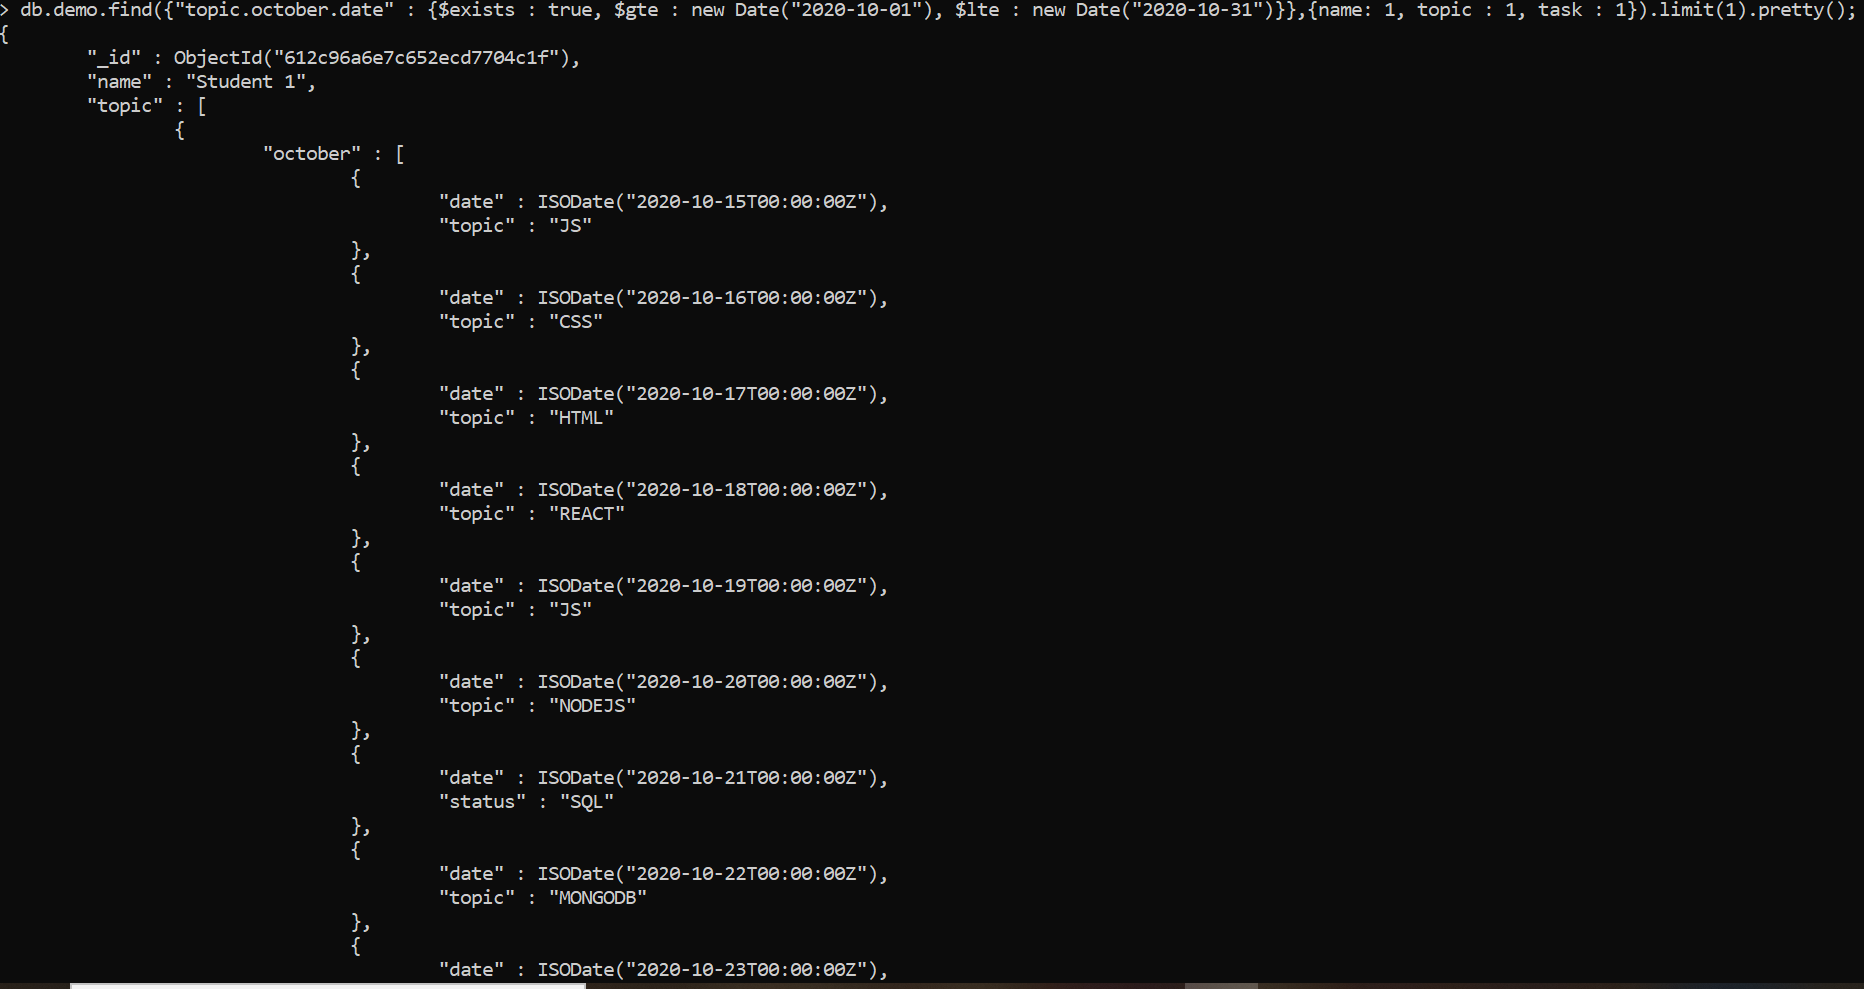 > db.demo.find({"topic.october.date" : {$exists : true, $gte : new Date("2020-10-01"), $lte : new Date("2020-10-31")}},{name: 1, topic : 1, task : 1}).limit(1).pretty();
{
"_id" : ObjectId("612c96a6e7c652ecd7704c1f"),
"name" : "Student 1",
"topic" : [
{
"october" : [
{
"date" : ISODate("2020-10-15T00:00:00Z"),
"topic" : "JS"
},
{
"date" : ISODate("2020-10-16T00:00:00Z"),
"topic" : "CSS"
},
{
"date" : ISODate("2020-10-17T00:00:00Z"),
"topic" : "HTML"
},
{
"date" : ISODate("2020-10-18T00:00:00Z"),
"topic" : "REACT"
},
{
"date" : ISODate("2020-10-19T00:00:00Z"),
"topic" : "JS"
},
{
"date" : ISODate("2020-10-20T00:00:00Z"),
"topic" : "NODEJS"
},
{
"date" : ISODate("2020-10-21T00:00:00Z"),
"status" : "SQL"
},
{
"date" : ISODate("2020-10-22T00:00:00Z"),
"topic" : "MONGODB"
},
{
"date" : ISODate("2020-10-23T00:00:00Z"),